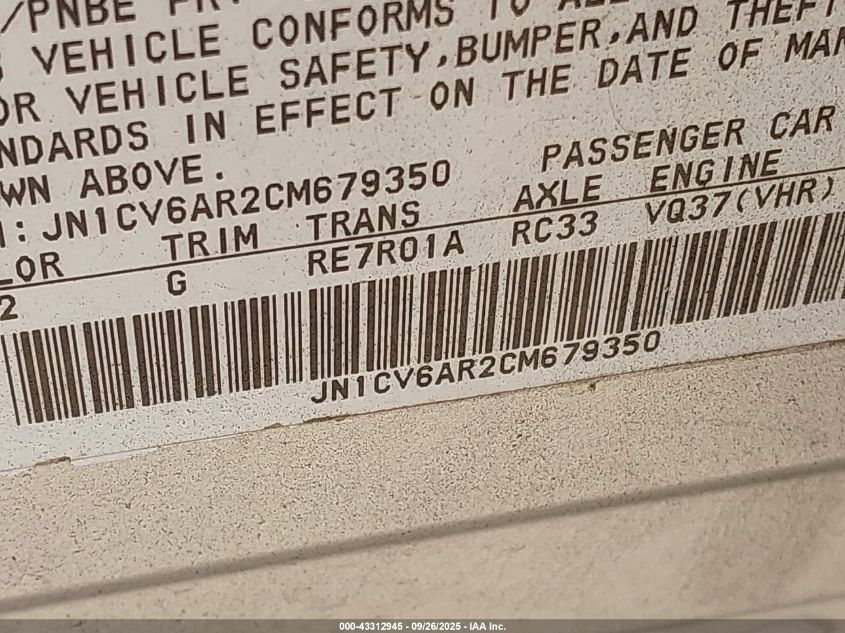 /PNBE
VEHICLE CONFORMS TO
OR VEHICLE SAFETY, BUMPER, AND THEFT
NDARDS IN EFFECT ON THE DATE OF MAN
WN ABOVE.
PASSENGER CAR
: JN1CV6AR2CM679350
LOR TRIM TRANS AXLE ENGINE
2 G RE7R01A RC33 VQ37(VHR)
JN1CV6AR2CM679350
000-43312945 - 09/26/2025 - IAA Inc.